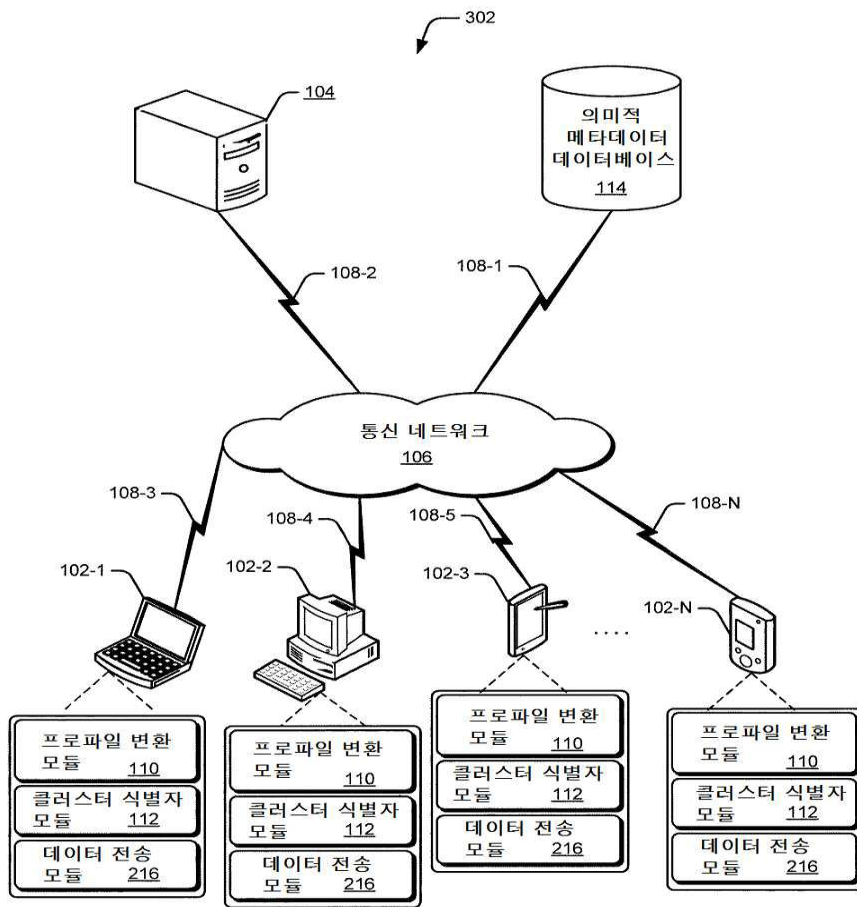 302
104
의미적
메타데이터
데이터베이스
114
108-2
108-1
통신 네트워크
106
108-3
108-4
108-5
108-N
102-1
102-2
102-3
....
102-N
프로파일 변환
모듈 110
클러스터 식별자
모듈 112
데이터 전송
모듈 216
프로파일 변환
모듈 110
클러스터 식별자
모듈 112
데이터 전송
모듈 216
프로파일 변환
모듈 110
클러스터 식별자
모듈 112
데이터 전송
모듈 216
프로파일 변환
모듈 110
클러스터 식별자
모듈 112
데이터 전송
모듈 216